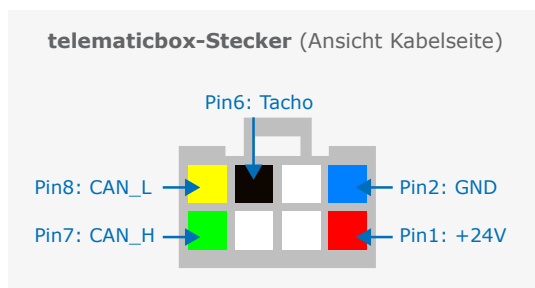 telematicbox-Stecker (Ansicht Kabelseite)
Pin6: Tacho
Pin8: CAN_L
Pin2: GND
Pin7: CAN_H
Pin1: +24V